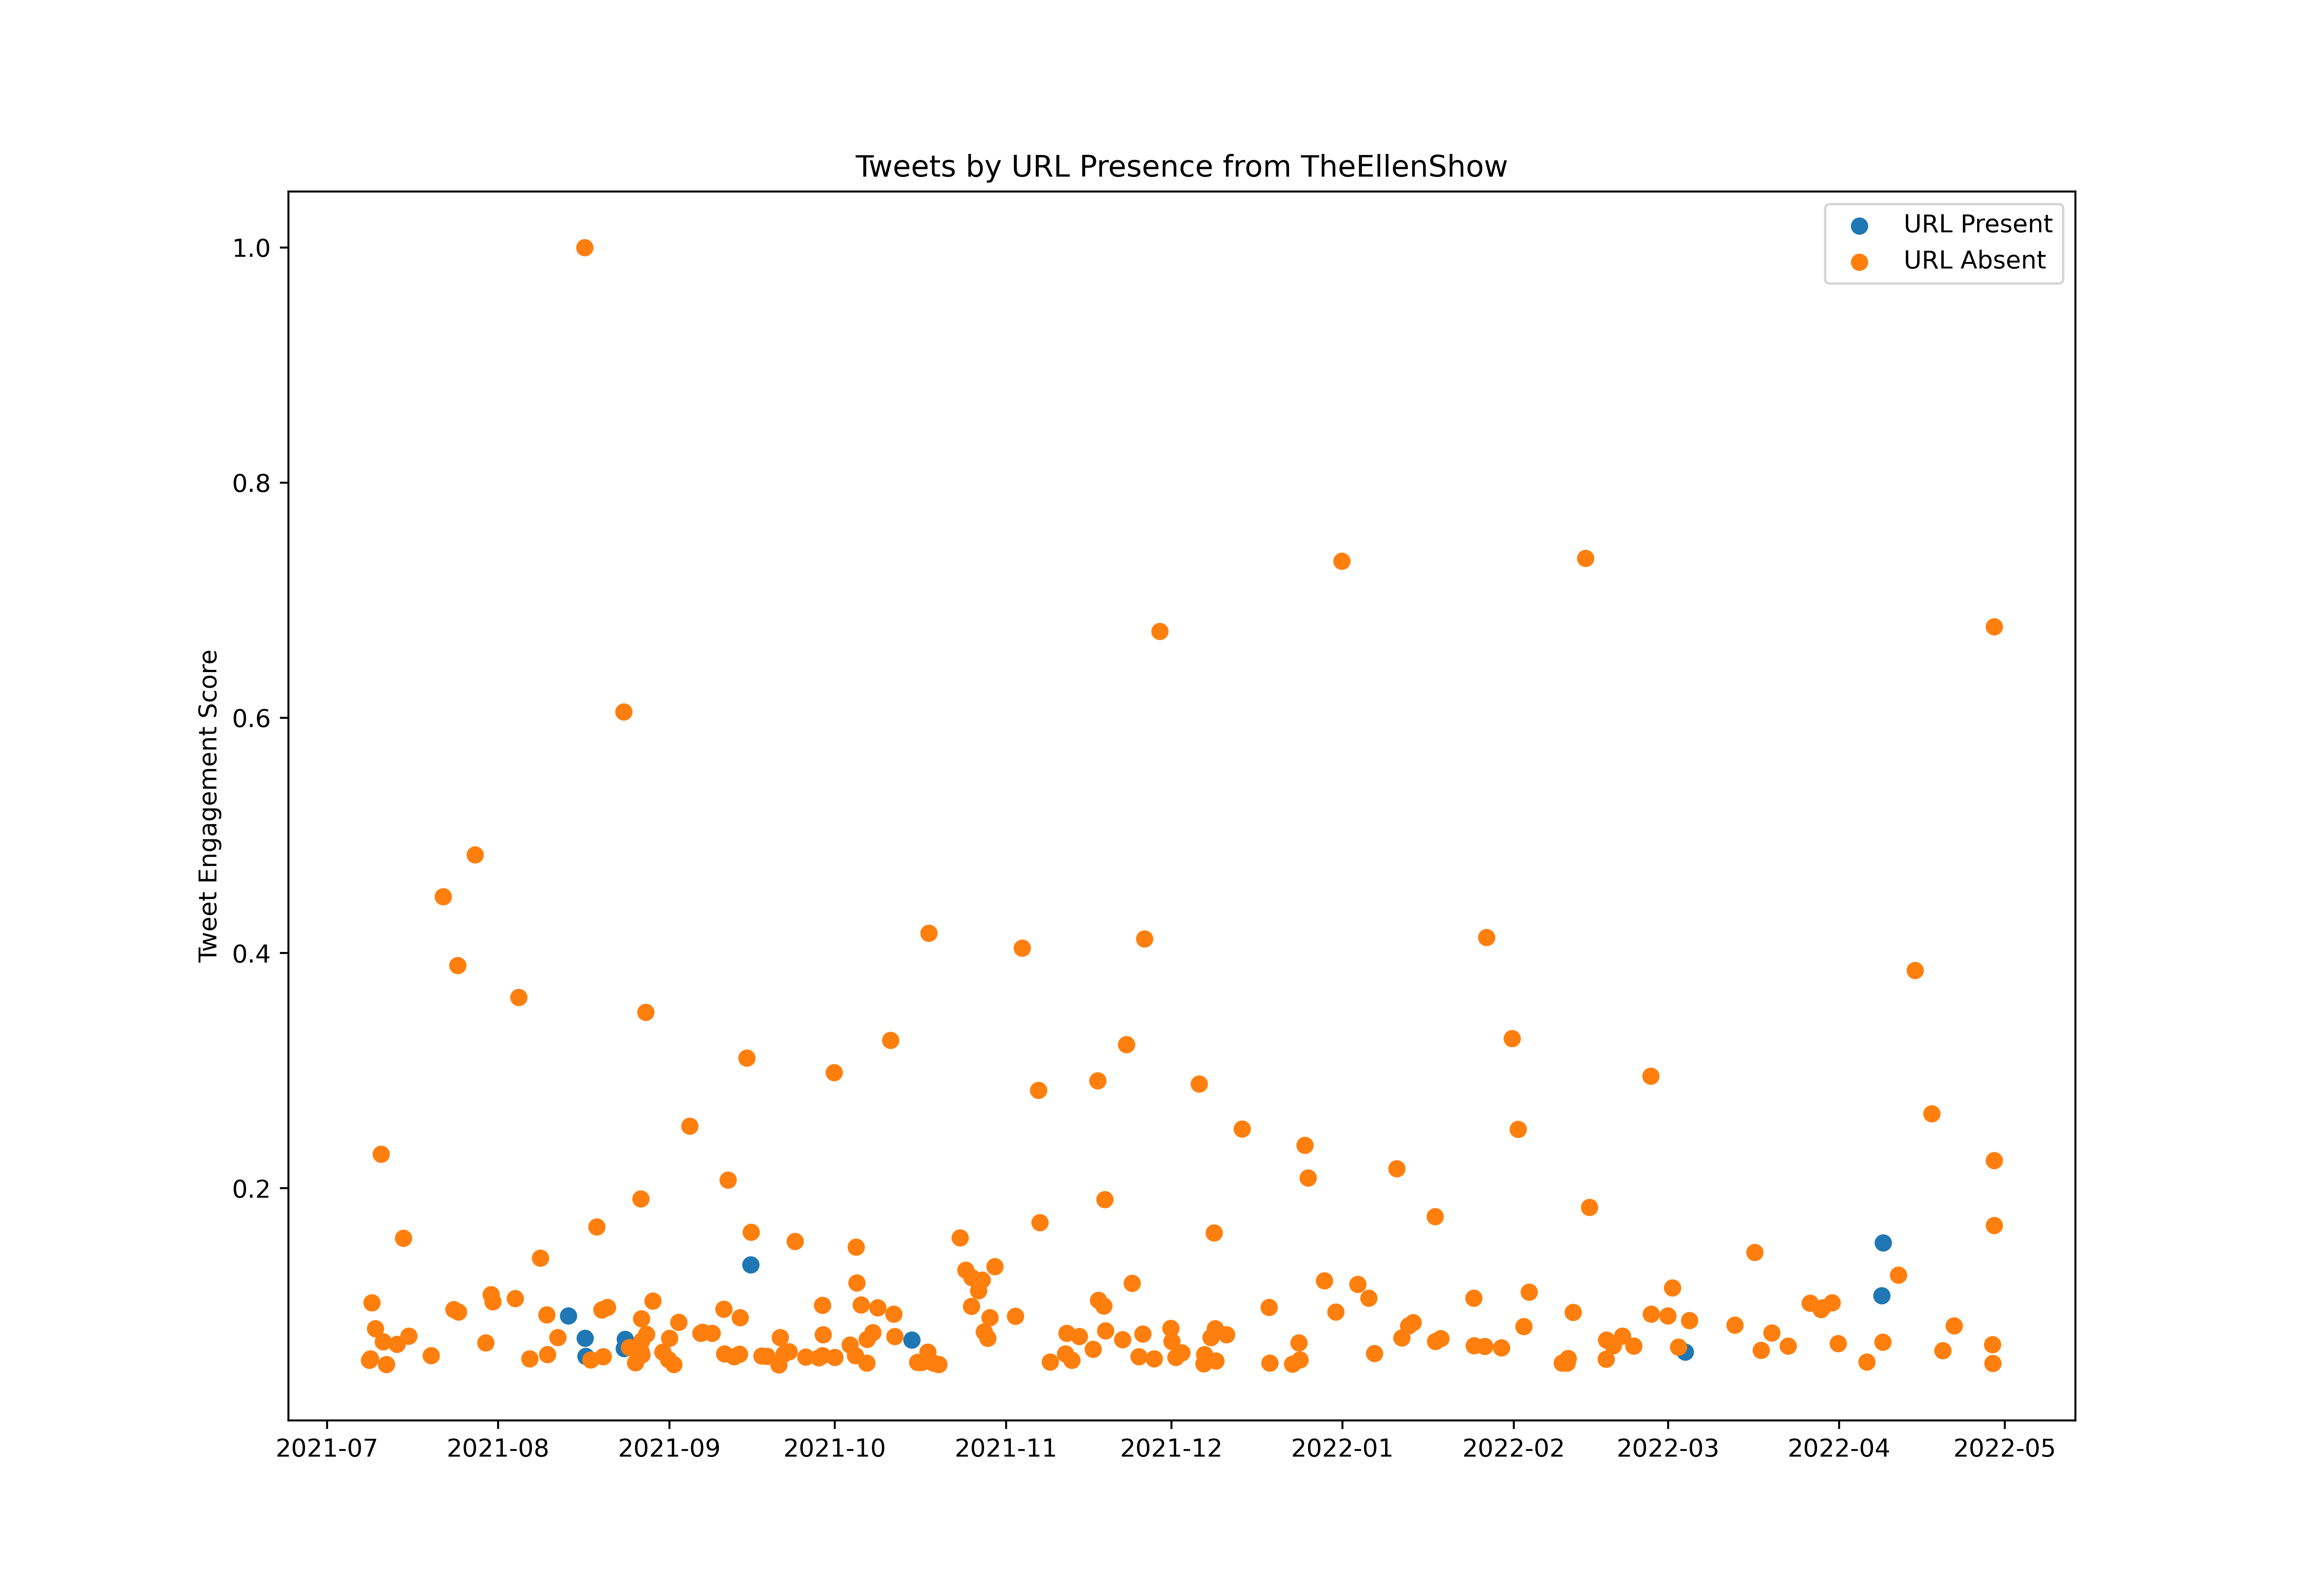 Tweets by URL Presence from TheEllenShow
URL Present
URL Absent
Tweet Engagement Score
1.0
0.8
0.6
0.4
0.2
2021-07 2021-08 2021-09 2021-10 2021-11 2021-12 2022-01 2022-02 2022-03 2022-04 2022-05